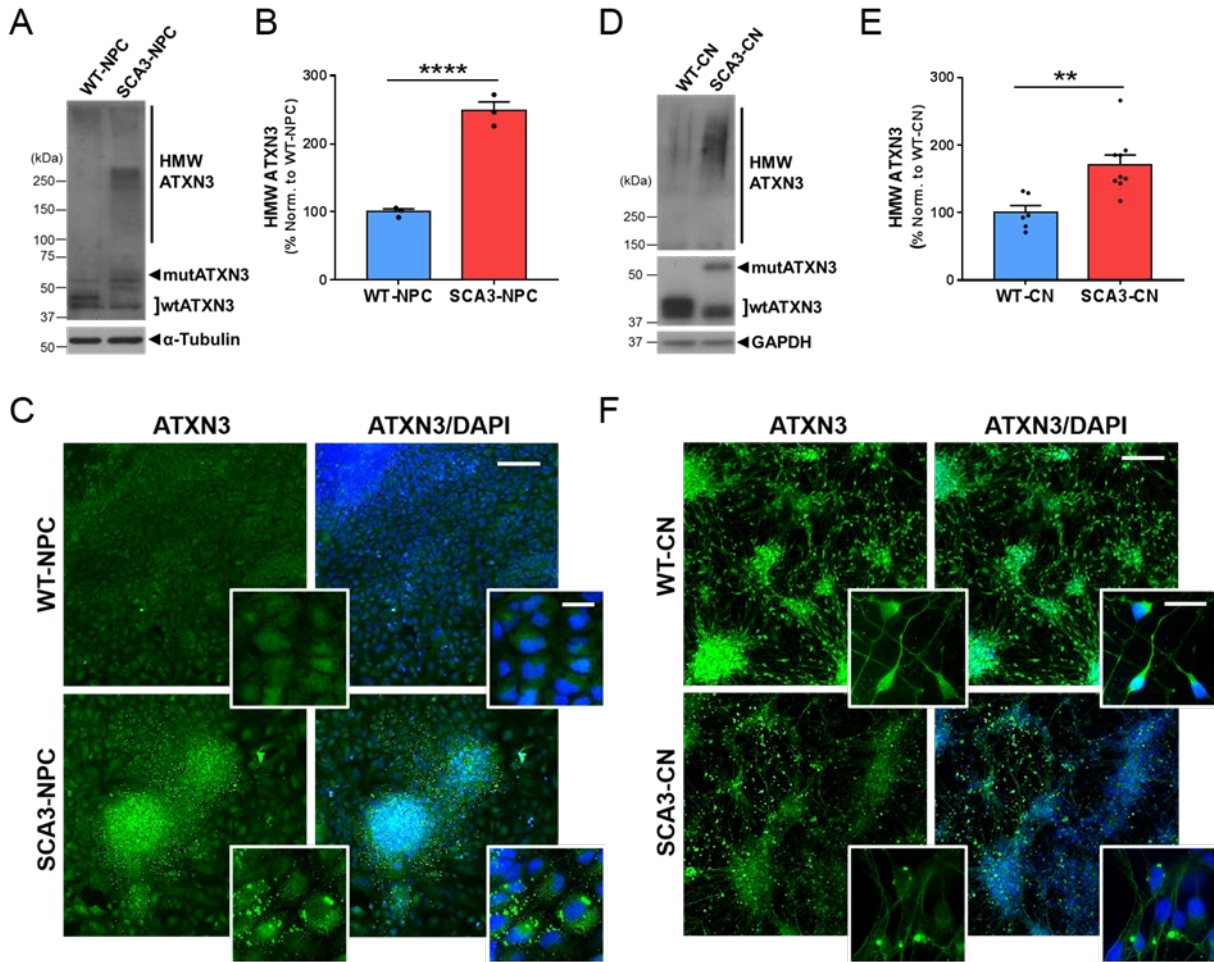 A
WT-NPC
SCA3-NPC
(kDa)
250
150
100
75
50
37
50
HMW
ATXN3
mutATXN3
]wtATXN3
α-Tubulin
B
HMW ATXN3
(% Norm. to WT-NPC)
300
200
100
0
****
WT-NPC
SCA3-NPC
D
WT-CN
SCA3-CN
(kDa)
250
150
50
37
37
HMW
ATXN3
mutATXN3
]wtATXN3
GAPDH
E
HMW ATXN3
(% Norm. to WT-CN)
300
200
100
0
**
WT-CN
SCA3-CN
C
ATXN3
ATXN3/DAPI
WT-NPC
SCA3-NPC
F
ATXN3
ATXN3/DAPI
WT-CN
SCA3-CN